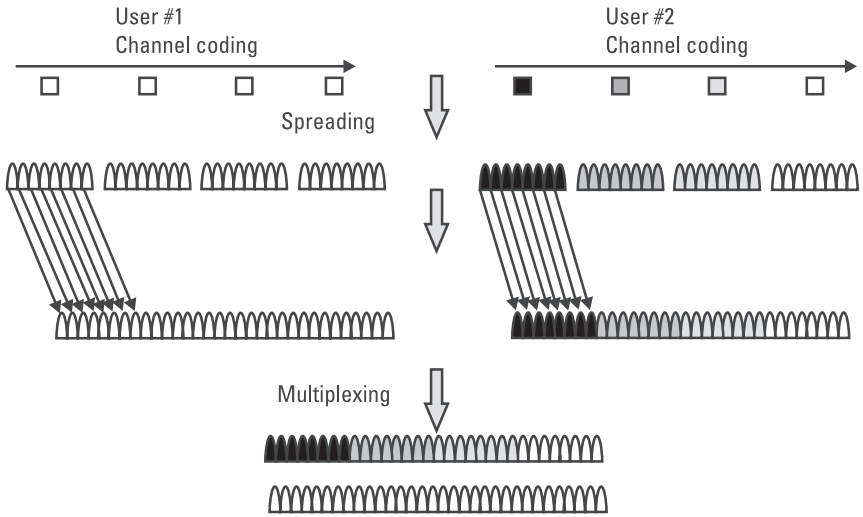 User #1
Channel coding
User #2
Channel coding
Spreading
Multiplexing